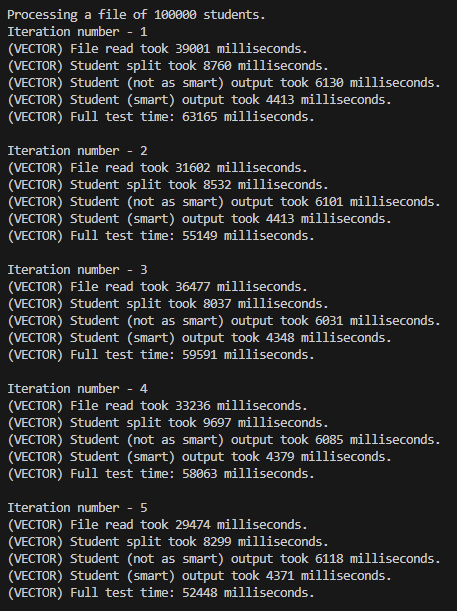 Processing a file of 100000 students.
Iteration number - 1
(VECTOR) File read took 39001 milliseconds.
(VECTOR) Student split took 8760 milliseconds.
(VECTOR) Student (not as smart) output took 6130 milliseconds.
(VECTOR) Student (smart) output took 4413 milliseconds.
(VECTOR) Full test time: 63165 milliseconds.

Iteration number - 2
(VECTOR) File read took 31602 milliseconds.
(VECTOR) Student split took 8532 milliseconds.
(VECTOR) Student (not as smart) output took 6101 milliseconds.
(VECTOR) Student (smart) output took 4413 milliseconds.
(VECTOR) Full test time: 55149 milliseconds.

Iteration number - 3
(VECTOR) File read took 36477 milliseconds.
(VECTOR) Student split took 8037 milliseconds.
(VECTOR) Student (not as smart) output took 6031 milliseconds.
(VECTOR) Student (smart) output took 4348 milliseconds.
(VECTOR) Full test time: 59591 milliseconds.

Iteration number - 4
(VECTOR) File read took 33236 milliseconds.
(VECTOR) Student split took 9697 milliseconds.
(VECTOR) Student (not as smart) output took 6085 milliseconds.
(VECTOR) Student (smart) output took 4379 milliseconds.
(VECTOR) Full test time: 58063 milliseconds.

Iteration number - 5
(VECTOR) File read took 29474 milliseconds.
(VECTOR) Student split took 8299 milliseconds.
(VECTOR) Student (not as smart) output took 6118 milliseconds.
(VECTOR) Student (smart) output took 4371 milliseconds.
(VECTOR) Full test time: 52448 milliseconds.